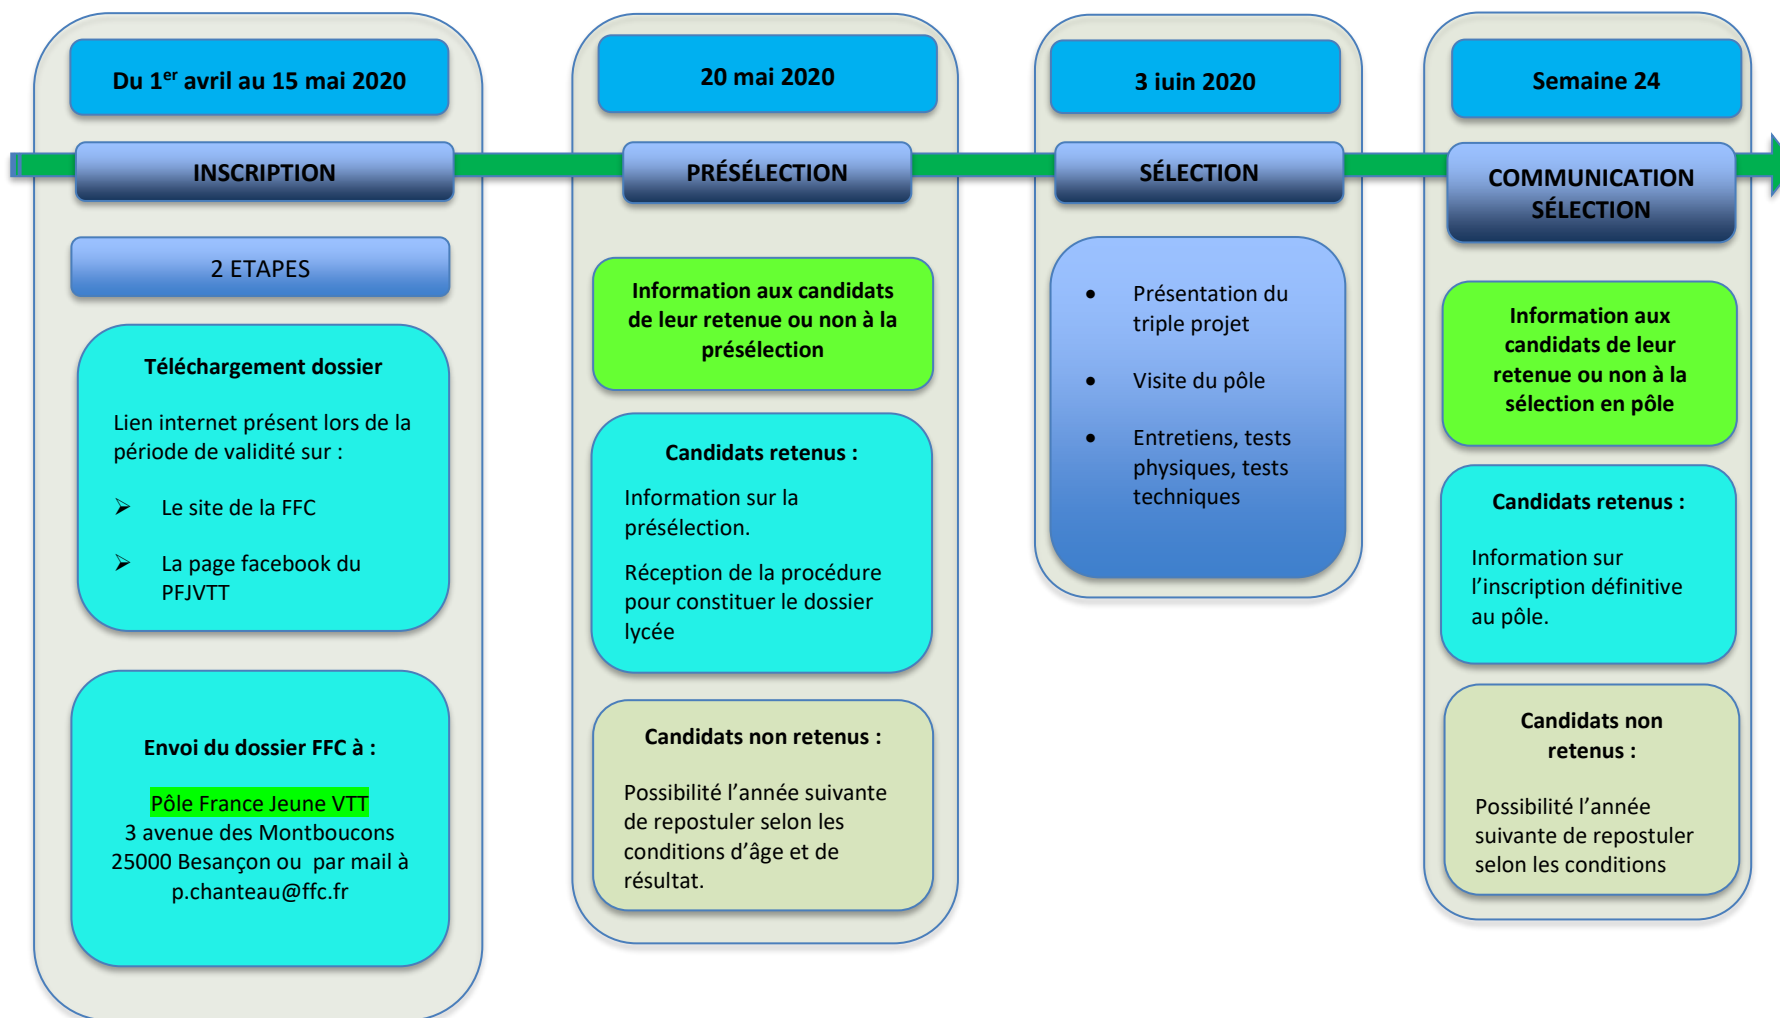 Du 1er avril au 15 mai 2020
INSCRIPTION
2 ETAPES
Téléchargement dossier
Lien internet présent lors de la
période de validité sur :
➢ Le site de la FFC
➢ La page facebook du
PFJVTT
Envoi du dossier FFC à :
Pôle France Jeune VTT
3 avenue des Montboucons
25000 Besançon ou par mail à
p.chanteau@ffc.fr
20 mai 2020
PRÉSÉLECTION
Information aux candidats
de leur retenue ou non à la
présélection
Candidats retenus :
Information sur la
présélection.
Réception de la procédure
pour constituer le dossier
lycée
Candidats non retenus :
Possibilité l’année suivante
de repostuler selon les
conditions d’âge et de
résultat.
3 juin 2020
SÉLECTION
• Présentation du
triple projet
• Visite du pôle
• Entretiens, tests
physiques, tests
techniques
Semaine 24
COMMUNICATION
SÉLECTION
Information aux
candidats de leur
retenue ou non à la
sélection en pôle
Candidats retenus :
Information sur
l’inscription définitive
au pôle.
Candidats non
retenus :
Possibilité l’année
suivante de repostuler
selon les conditions